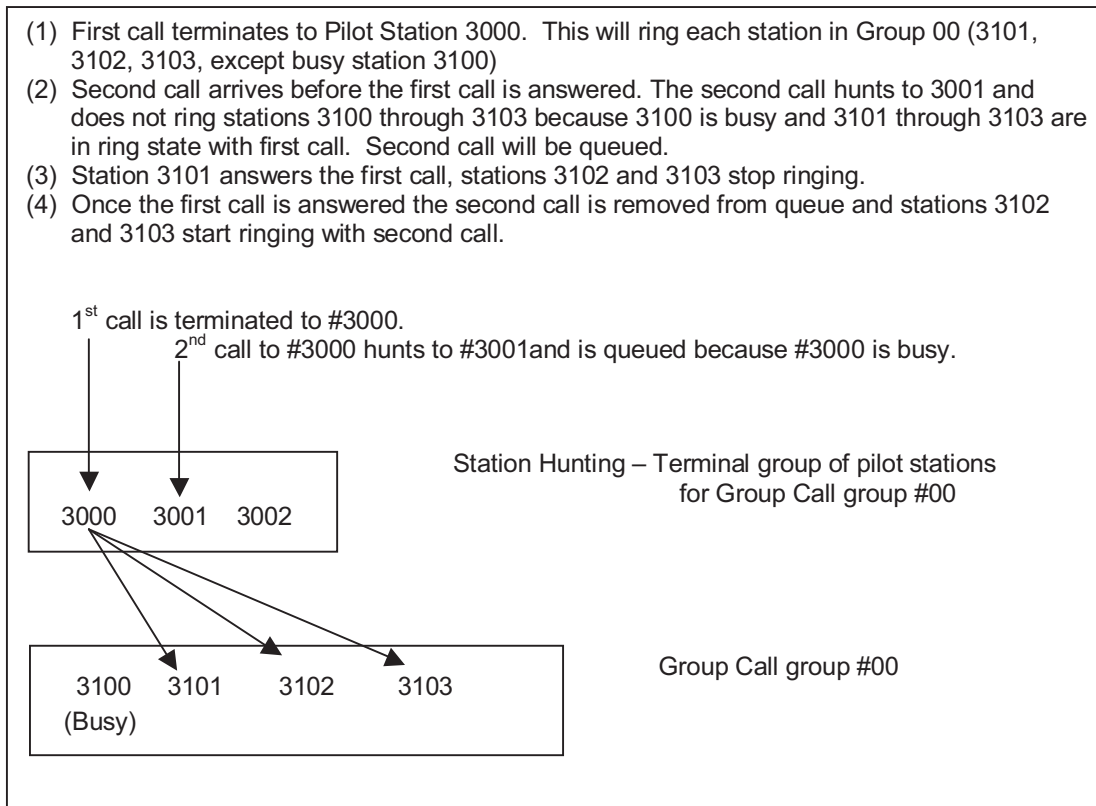 (1) First call terminates to Pilot Station 3000. This will ring each station in Group 00 (3101,
3102, 3103, except busy station 3100)
(2) Second call arrives before the first call is answered. The second call hunts to 3001 and
does not ring stations 3100 through 3103 because 3100 is busy and 3101 through 3103 are
in ring state with first call. Second call will be queued.
(3) Station 3101 answers the first call, stations 3102 and 3103 stop ringing.
(4) Once the first call is answered the second call is removed from queue and stations 3102
and 3103 start ringing with second call.
1st call is terminated to #3000.
2nd call to #3000 hunts to #3001and is queued because #3000 is busy.
Station Hunting – Terminal group of pilot stations
for Group Call group #00
3000 3001 3002
Group Call group #00
3100 3101 3102 3103
(Busy)